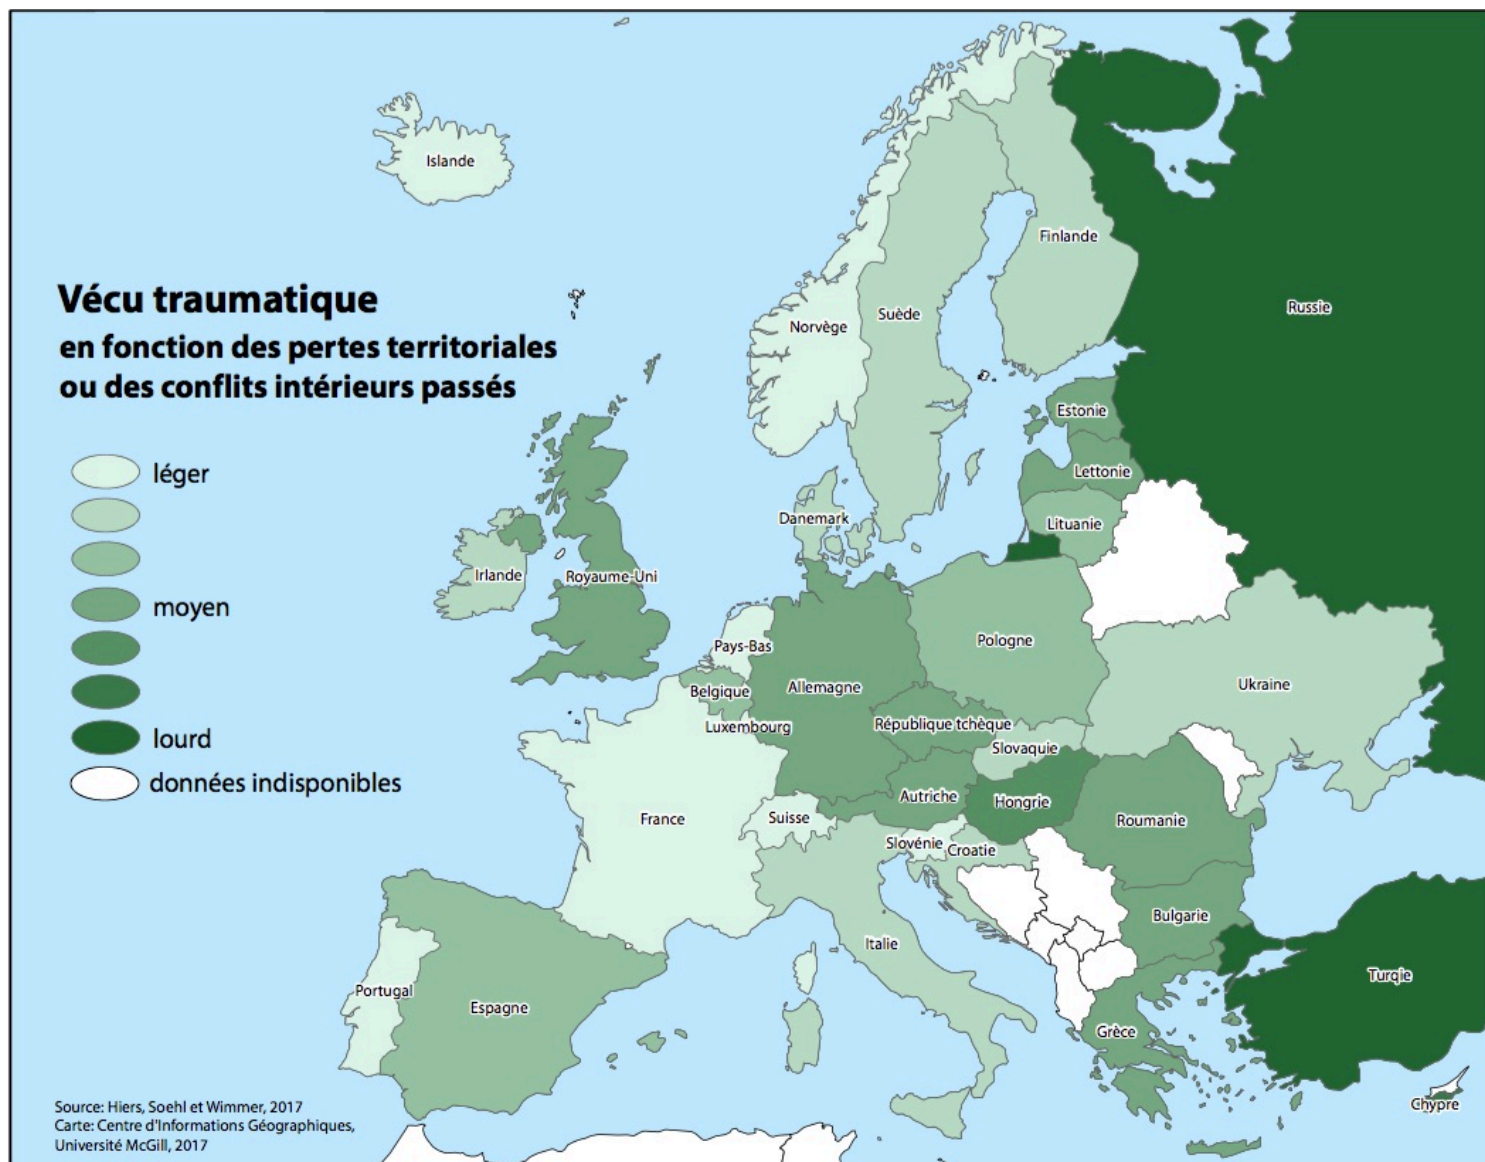 Vécu traumatique
en fonction des pertes territoriales
ou des conflits intérieurs passés
léger
moyen
lourd
données indisponibles
Islande
Norvège
Suède
Finlande
Russie
Estonie
Lettonie
Lituanie
Danemark
Irlande
Royaume-Uni
Pays-Bas
Belgique
Luxembourg
Allemagne
Pologne
Ukraine
République tchèque
Slovaquie
Autriche
Hongrie
Roumanie
France
Suisse
Slovénie
Croatie
Bulgarie
Italie
Portugal
Espagne
Grèce
Turqie
Chypre
Source: Hiers, Soehl et Wimmer, 2017
Carte: Centre d'Informations Géographiques,
Université McGill, 2017